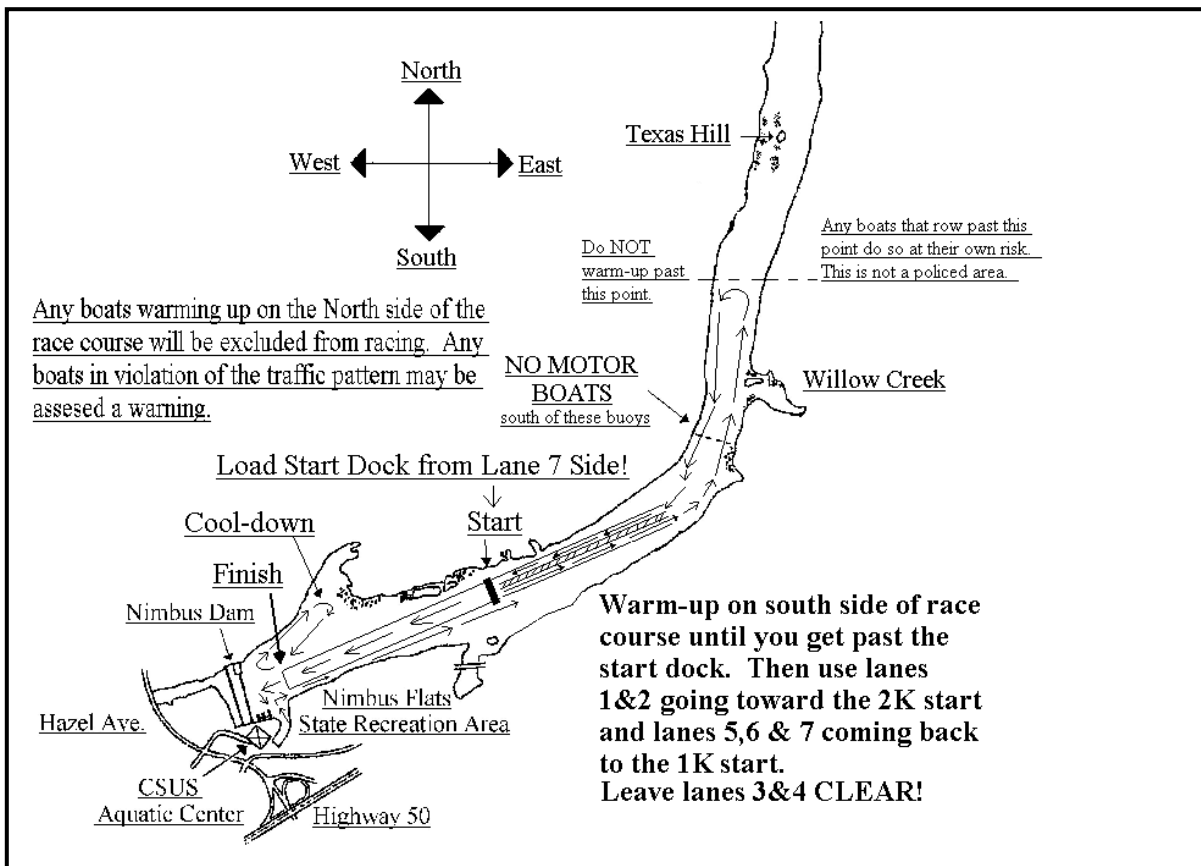 North
West
East
South
Texas Hill
Do NOT
warm-up past
this point.
Any boats that row past this
point do so at their own risk.
This is not a policed area.
Any boats warming up on the North side of the
race course will be excluded from racing. Any
boats in violation of the traffic pattern may be
assesed a warning.
NO MOTOR
BOATS
south of these buoys
Willow Creek
Load Start Dock from Lane 7 Side!
Start
Cool-down
Finish
Nimbus Dam
Hazel Ave.
Nimbus Flats
State Recreation Area
CSUS
Aquatic Center
Highway 50
Warm-up on south side of race
course until you get past the
start dock. Then use lanes
1&2 going toward the 2K start
and lanes 5,6 & 7 coming back
to the 1K start.
Leave lanes 3&4 CLEAR!